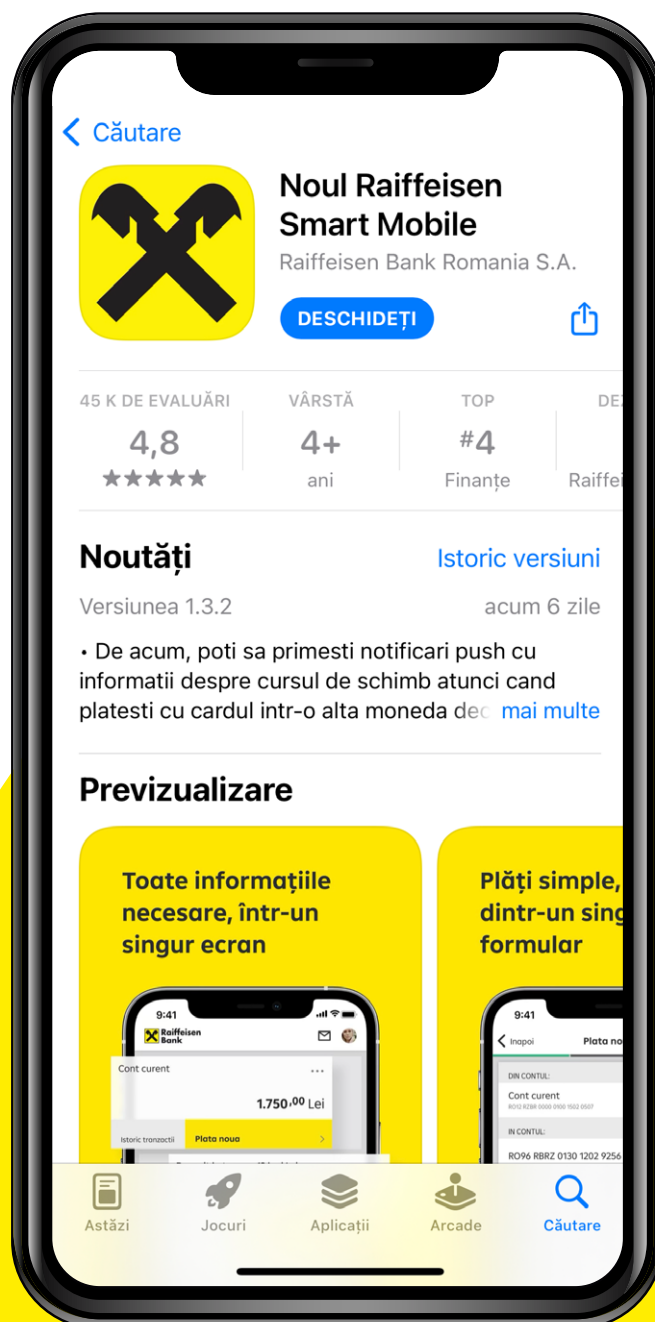 Căutare
Noul Raiffeisen
Smart Mobile
Raiffeisen Bank Romania S.A.
DESCHIDEȚI
45 K DE EVALUĂRI
4,8
★★★★★
VÂRSTĂ
4+
ani
TOP
#4
Finanțe
Noutăți
Istoric versiuni
Versiunea 1.3.2
acum 6 zile
• De acum, poti sa primesti notificari push cu
informatii despre cursul de schimb atunci cand
platesti cu cardul intr-o alta moneda
mai multe
Previzualizare
Toate informațiile
necesare, într-un
singur ecran
9:41
Raiffeisen
Bank
Cont curent
1.750,00 Lei
Istoric tranzactii
Plata noua
Plăți simple,
dintr-un
formular
9:41
Inapoi
Plata
DIN CONTUL:
Cont curent
IN CONTUL:
RO96 RBRZ 0130 1202 9256
Astăzi
Jocuri
Aplicații
Arcade
Căutare